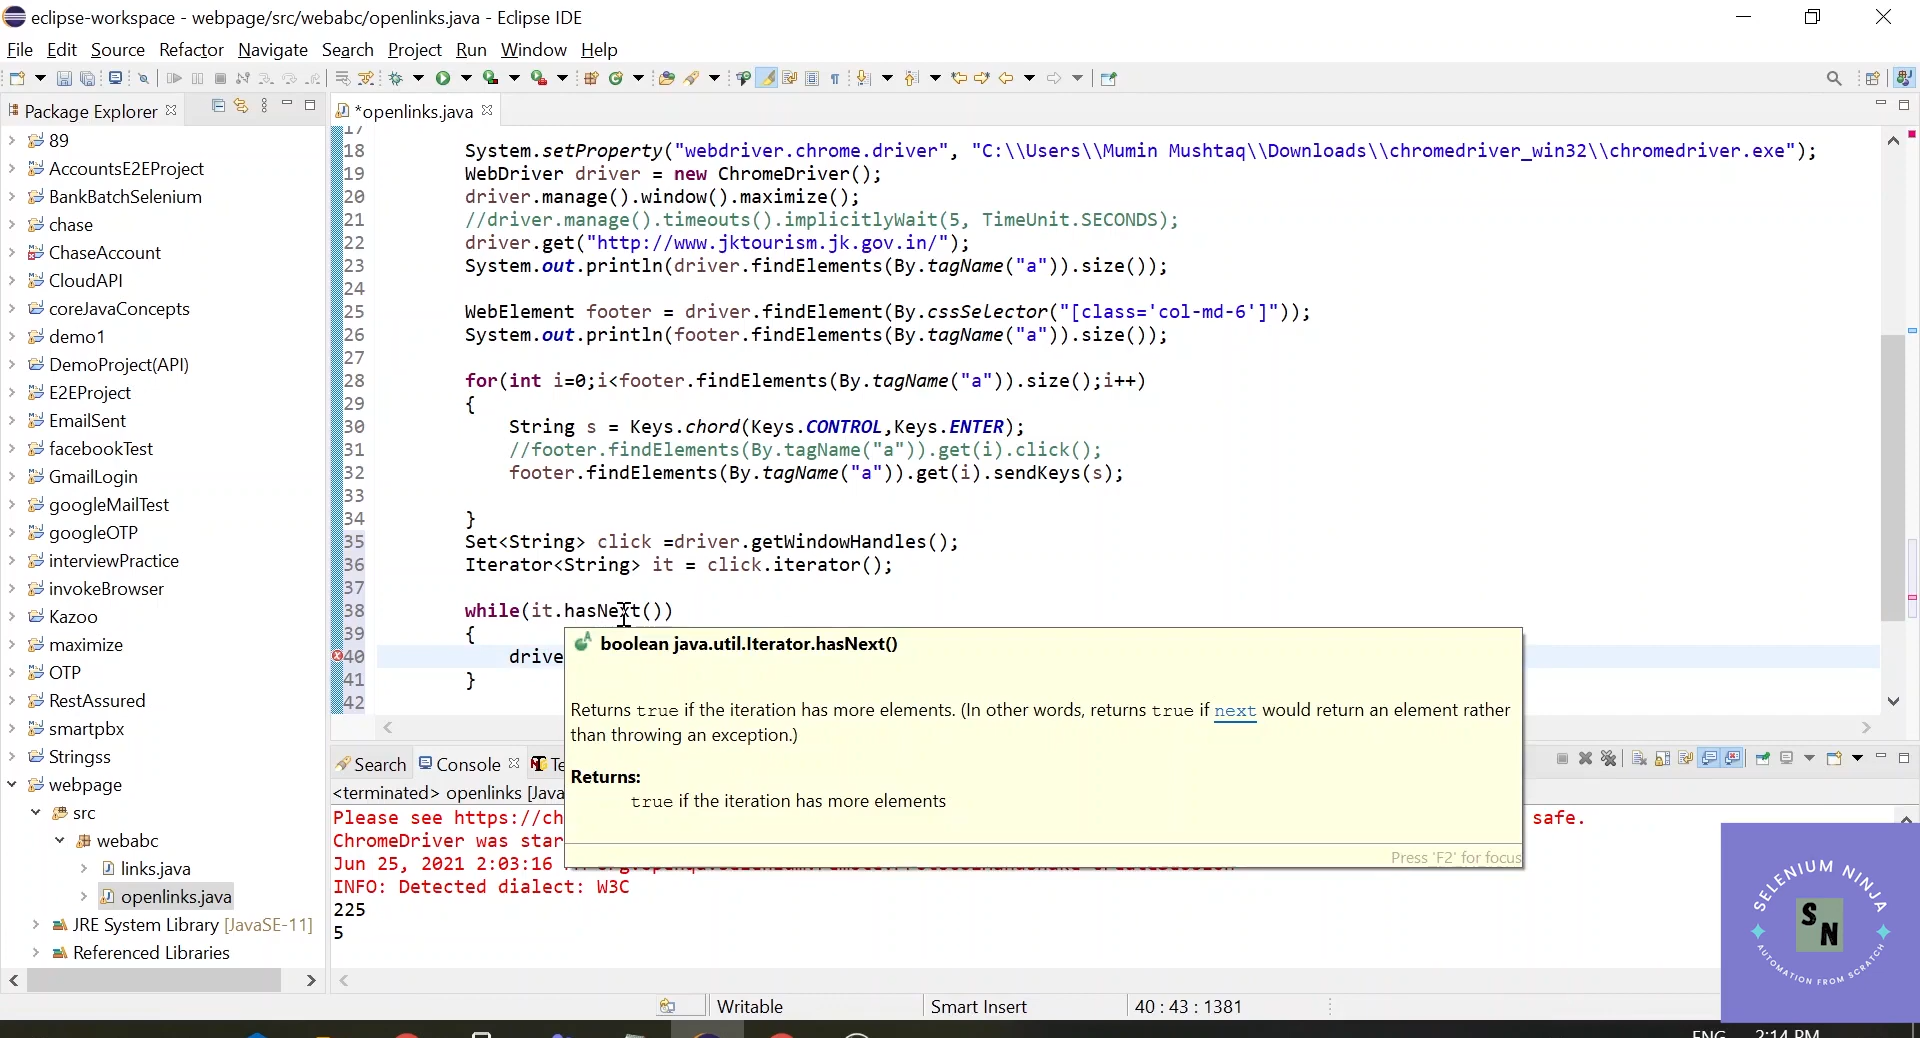 eclipse-workspace - webpage/src/webabc/openlinks.java - Eclipse IDE
File Edit Source Refactor Navigate Search Project Run Window Help
Package Explorer
*openlinks.java
89
AccountsE2EProject
BankBatchSelenium
chase
ChaseAccount
CloudAPI
coreJavaConcepts
demo1
DemoProject(API)
E2EProject
EmailSent
facebookTest
GmailLogin
googleMailTest
googleOTP
interviewPractice
invokeBrowser
Kazoo
maximize
OTP
RestAssured
smartpbx
Stringss
webpage
src
webabc
links.java
openlinks.java
JRE System Library [JavaSE-11]
Referenced Libraries
17
18 System.setProperty("webdriver.chrome.driver", "C:\\Users\\Mumin Mushtaq\\Downloads\\chromedriver_win32\\chromedriver.exe");
19 WebDriver driver = new ChromeDriver();
20 driver.manage().window().maximize();
21 //driver.manage().timeouts().implicitlyWait(5, TimeUnit.SECONDS);
22 driver.get("http://www.jktourism.jk.gov.in/");
23 System.out.println(driver.findElements(By.tagName("a")).size());
24
25 WebElement footer = driver.findElement(By.cssSelector("[class='col-md-6']"));
26 System.out.println(footer.findElements(By.tagName("a")).size());
27
28 for(int i=0;i<footer.findElements(By.tagName("a")).size();i++)
29 {
30 String s = Keys.chord(Keys.CONTROL,Keys.ENTER);
31 //footer.findElements(By.tagName("a")).get(i).click();
32 footer.findElements(By.tagName("a")).get(i).sendKeys(s);
33
34 }
35 Set<String> click =driver.getWindowHandles();
36 Iterator<String> it = click.iterator();
37
38 while(it.hasNext())
39 {
40 drive
41 }
42
boolean java.util.Iterator.hasNext()
Returns true if the iteration has more elements. (In other words, returns true if next would return an element rather
than throwing an exception.)
Returns:
true if the iteration has more elements
Press 'F2' for focus
Search Console Te
<terminated> openlinks [Java
Please see https://ch safe.
ChromeDriver was star
Jun 25, 2021 2:03:16
INFO: Detected dialect: W3C
225
5
Writable Smart Insert 40 : 43 : 1381
SELENIUM NINJA
S
N
AUTOMATION FROM SCRATCH
ENG 2:14 PM